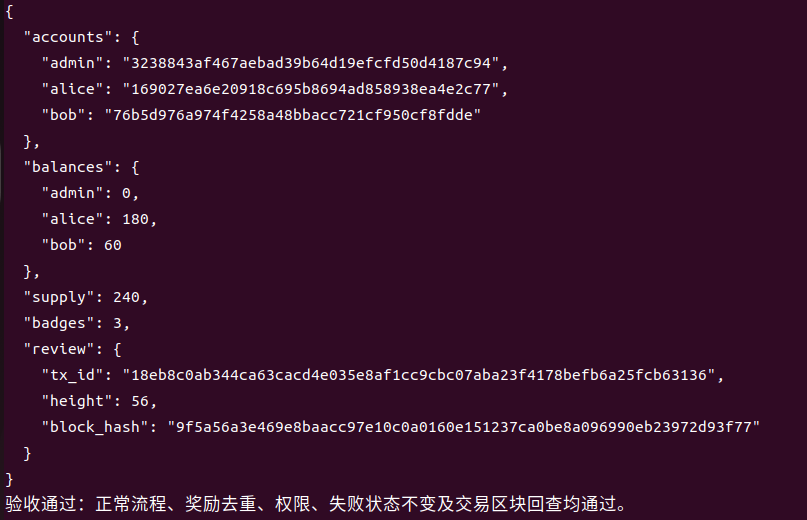 {
  "accounts": {
    "admin": "3238843af467aebad39b64d19efcfd50d4187c94",
    "alice": "169027ea6e20918c695b8694ad858938ea4e2c77",
    "bob": "76b5d976a974f4258a48bbacc721cf950cf8fdde"
  },
  "balances": {
    "admin": 0,
    "alice": 180,
    "bob": 60
  },
  "supply": 240,
  "badges": 3,
  "review": {
    "tx_id": "18eb8c0ab344ca63cacd4e035e8af1cc9cbc07aba23f4178befb6a25fcb63136",
    "height": 56,
    "block_hash": "9f5a56a3e469e8baacc97e10c0a0160e151237ca0be8a096990eb23972d93f77"
  }
}
验收通过：正常流程、奖励去重、权限、失败状态不变及交易区块回查均通过。